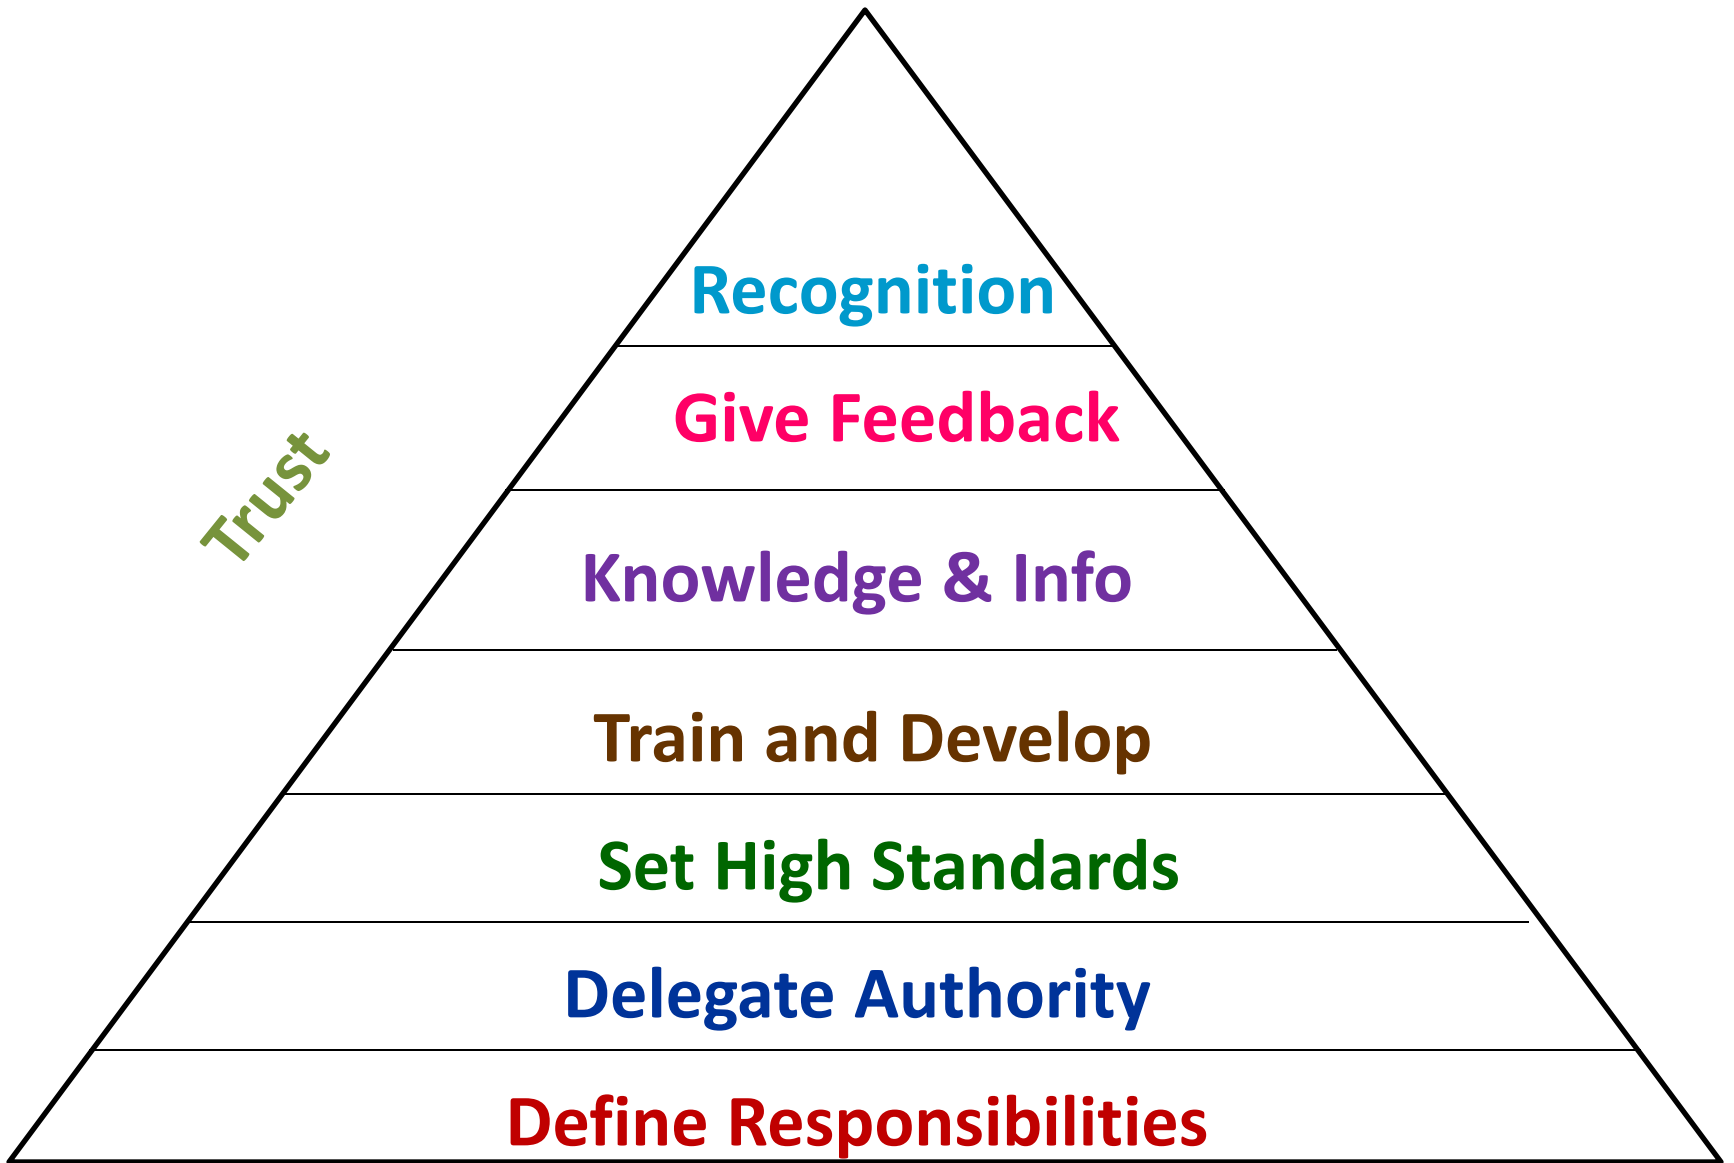 Recognition
Give Feedback
Trust
Knowledge & Info
Train and Develop
Set High Standards
Delegate Authority
Define Responsibilities